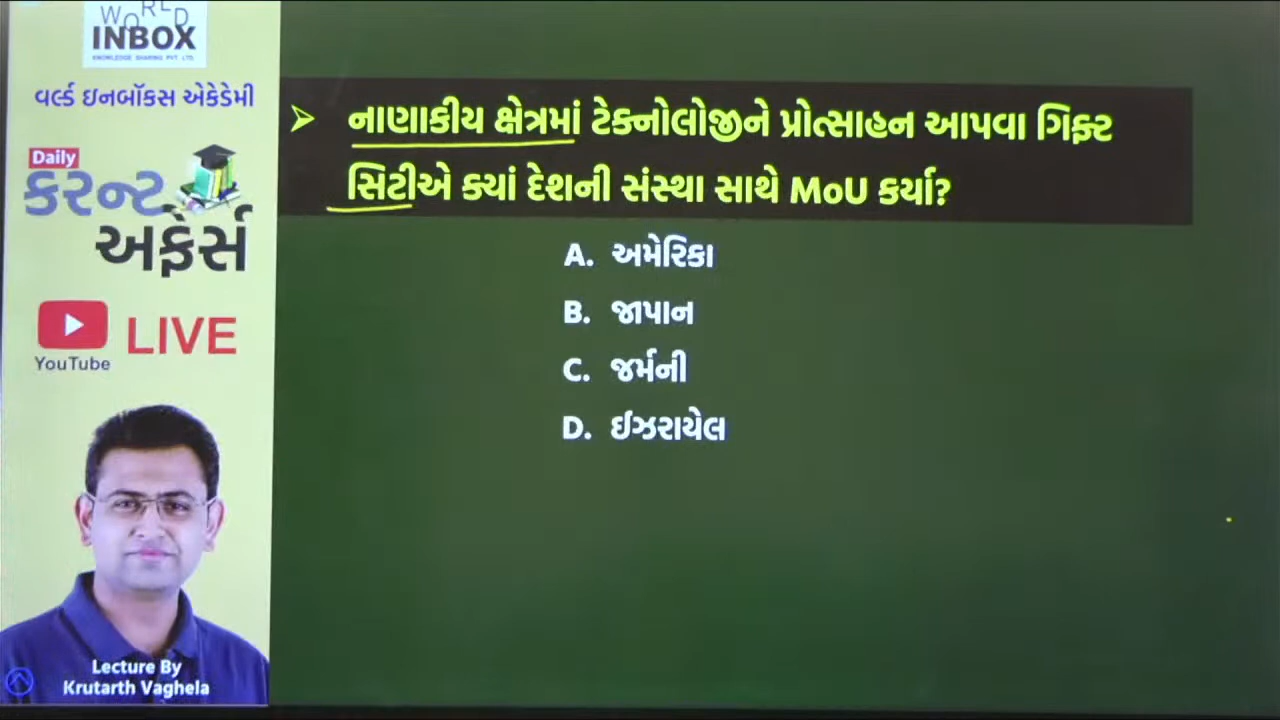 WORLD
INBOX
KNOWLEDGE SHARING PVT. LTD
વર્લ્ડ ઇનબૉક્સ એકેડેમી
Daily
કરન્ટ
અફેર્સ
YouTube
LIVE
Lecture By
Krutarth Vaghela
➢ નાણાકીય ક્ષેત્રમાં ટેક્નોલોજીને પ્રોત્સાહન આપવા ગિફ્ટ
સિટીએ ક્યાં દેશની સંસ્થા સાથે MoU કર્યા?
A. અમેરિકા
B. જાપાન
C. જર્મની
D. ઇઝરાયેલ